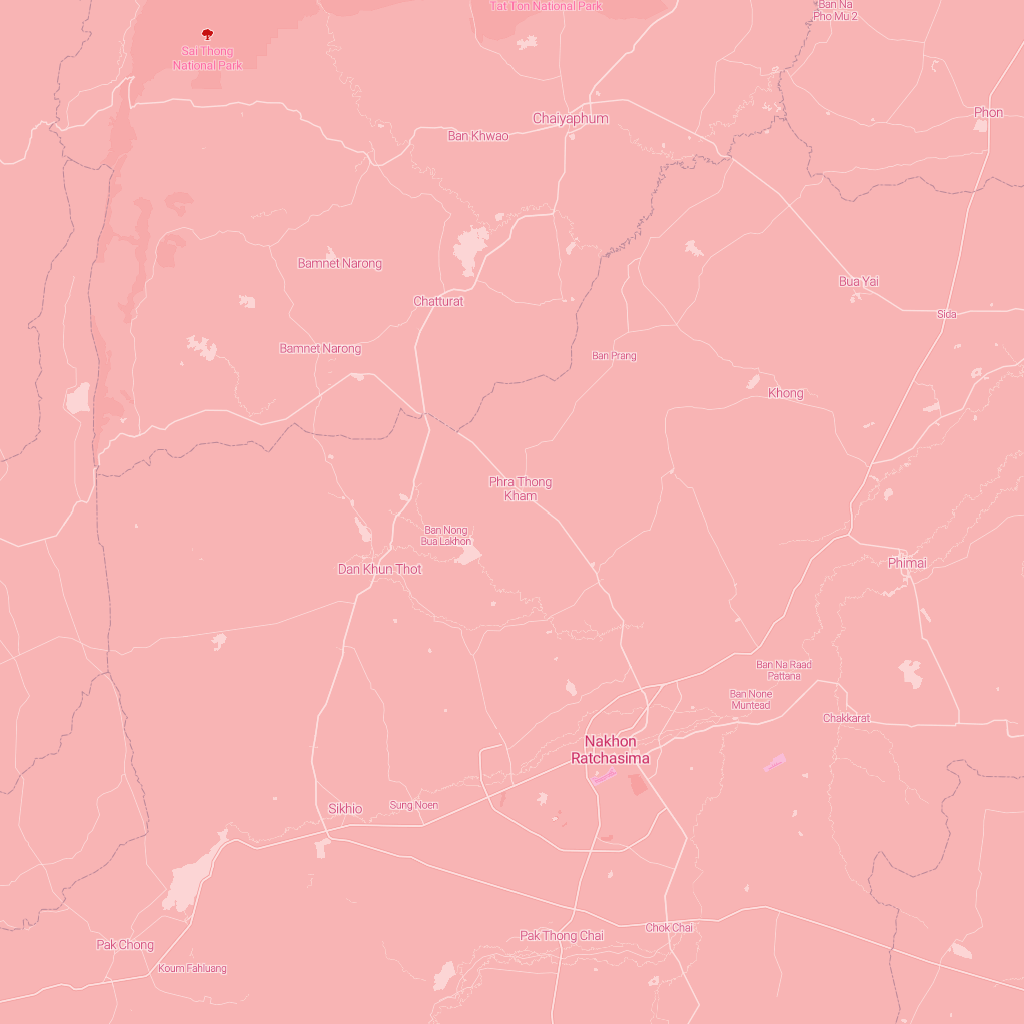 Tat Ton National Park
Ban Na
Pho Mu 2
Sai Thong
National Park
Chaiyaphum
Phon
Ban Khwao
Bamnet Narong
Bua Yai
Chatturat
Sida
Bamnet Narong
Ban Prang
Khong
Phra Thong
Kham
Ban Nong
Bua Lakhon
Dan Khun Thot
Phimai
Ban Na Raad
Pattana
Ban None
Muntead
Chakkarat
Nakhon
Ratchasima
Sikhio
Sung Noen
Chok Chai
Pak Thong Chai
Pak Chong
Koum Fahluang